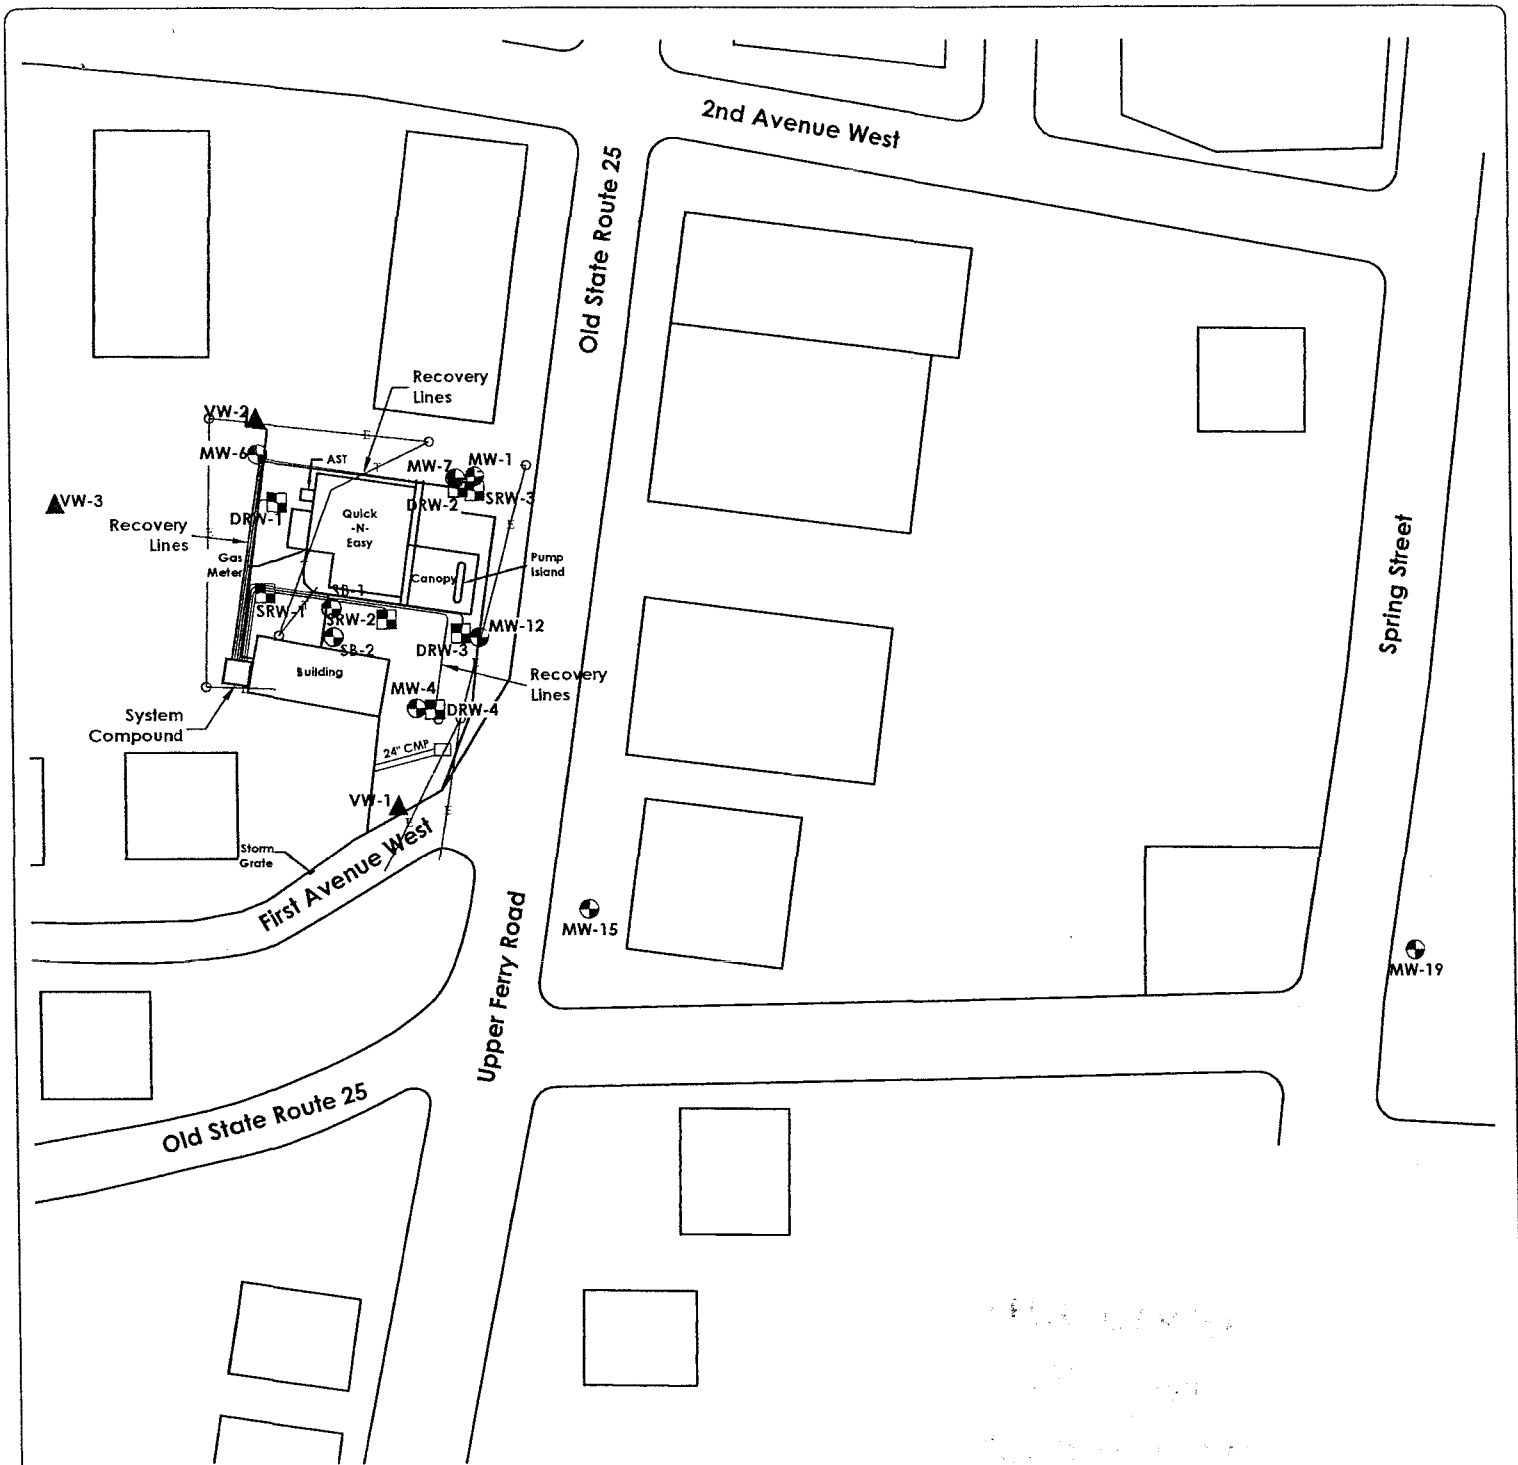 2nd Avenue West
Old State Route 25
Recovery
Lines
VW-2
E
MW-6
AST
T
MW-7
MW-1
VW-3
DRW-1
DRW-2
SRW-3
Quick
-N-
Easy
E
Recovery
Lines
Gas
Meter
Canopy
Pump
Island
SB-1
SRW-1
SRW-2
MW-12
SB-2
DRW-3
Building
Recovery
Lines
MW-4
DRW-4
System
Compound
24" CMP
VW-1
E
E
Storm
Grate
First Avenue West
Spring Street
MW-15
MW-19
Upper Ferry Road
Old State Route 25